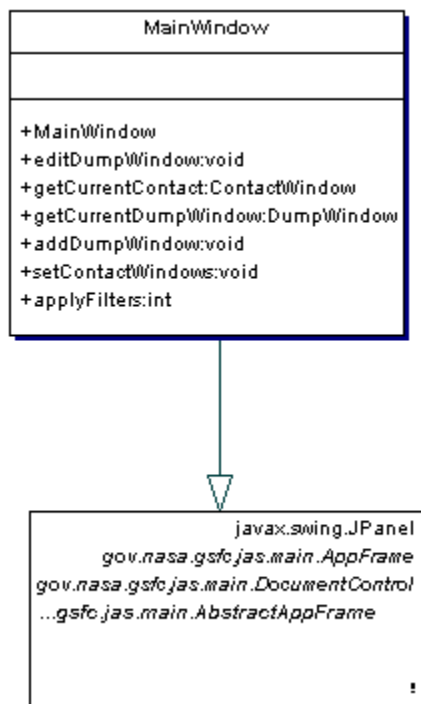 MainWindow
+MainWindow
+editDumpWindow:void
+getCurrentContact:ContactWindow
+getCurrentDumpWindow:DumpWindow
+addDumpWindow:void
+setContactWindows:void
+applyFilters:int
javax.swing.JPanel
gov.nasa.gsfc.jas.main.AppFrame
gov.nasa.gsfc.jas.main.DocumentControl
...gsfc.jas.main.AbstractAppFrame
!